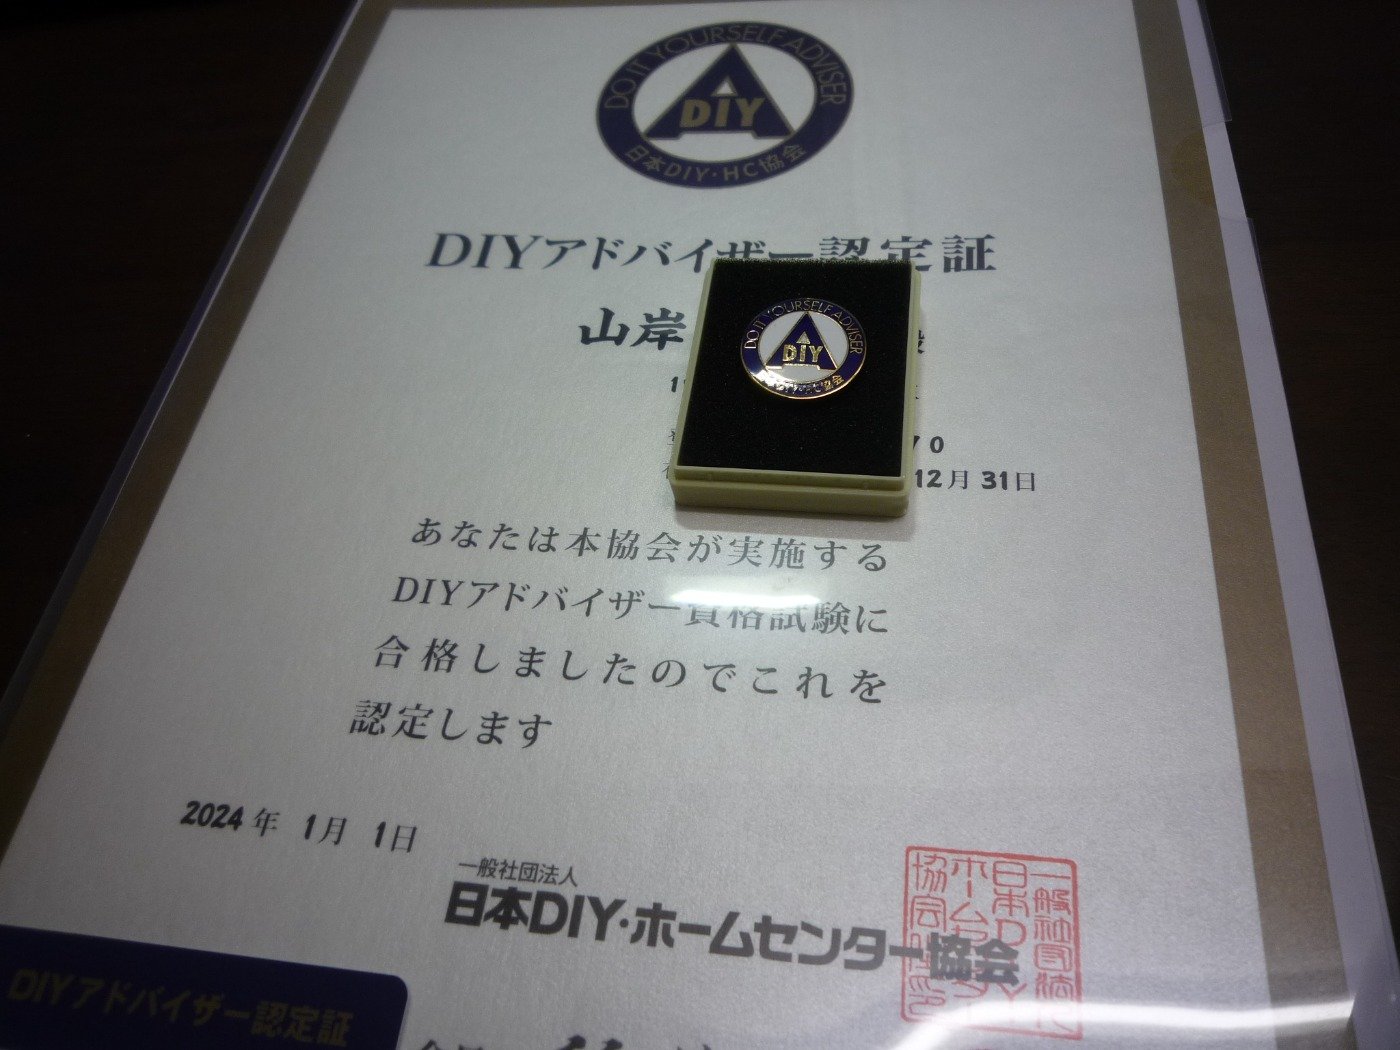 DO IT YOURSELF ADVISER
DIY
日本DIY・HC協会
DIYアドバイザー認定証
山岸
DO IT YOURSELF ADVISER
DIY
70
12月31日
あなたは本協会が実施する
DIYアドバイザー資格試験に
合格しましたのでこれを
認定します
2024年 1月 1日
一般社団法人
日本DIY・ホームセンター協会
DIYアドバイザー認定証